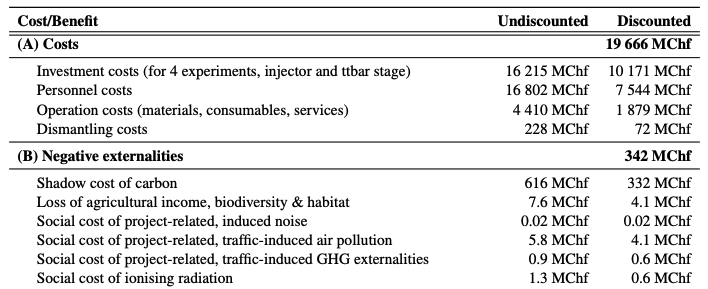 Cost/Benefit Undiscounted Discounted
(A) Costs 19 666 MChf
Investment costs (for 4 experiments, injector and ttbar stage) 16 215 MChf 10 171 MChf
Personnel costs 16 802 MChf 7 544 MChf
Operation costs (materials, consumables, services) 4 410 MChf 1 879 MChf
Dismantling costs 228 MChf 72 MChf
(B) Negative externalities 342 MChf
Shadow cost of carbon 616 MChf 332 MChf
Loss of agricultural income, biodiversity & habitat 7.6 MChf 4.1 MChf
Social cost of project-related, induced noise 0.02 MChf 0.02 MChf
Social cost of project-related, traffic-induced air pollution 5.8 MChf 4.1 MChf
Social cost of project-related, traffic-induced GHG externalities 0.9 MChf 0.6 MChf
Social cost of ionising radiation 1.3 MChf 0.6 MChf